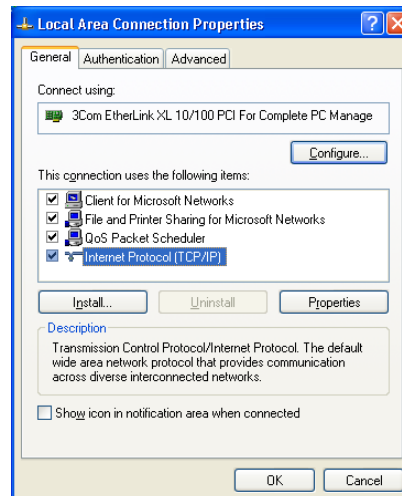 Local Area Connection Properties
General Authentication Advanced
Connect using:
3Com EtherLink XL 10/100 PCI For Complete PC Manage
Configure...
This connection uses the following items:
Client for Microsoft Networks
File and Printer Sharing for Microsoft Networks
QoS Packet Scheduler
Internet Protocol (TCP/IP)
Install... Uninstall Properties
Description
Transmission Control Protocol/Internet Protocol. The default
wide area network protocol that provides communication
across diverse interconnected networks.
Show icon in notification area when connected
OK Cancel